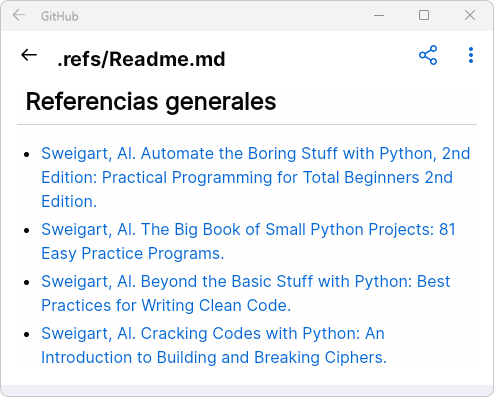 GitHub
.refs/Readme.md
Referencias generales
Sweigart, Al. Automate the Boring Stuff with Python, 2nd
Edition: Practical Programming for Total Beginners 2nd
Edition.
Sweigart, Al. The Big Book of Small Python Projects: 81
Easy Practice Programs.
Sweigart, Al. Beyond the Basic Stuff with Python: Best
Practices for Writing Clean Code.
Sweigart, Al. Cracking Codes with Python: An
Introduction to Building and Breaking Ciphers.